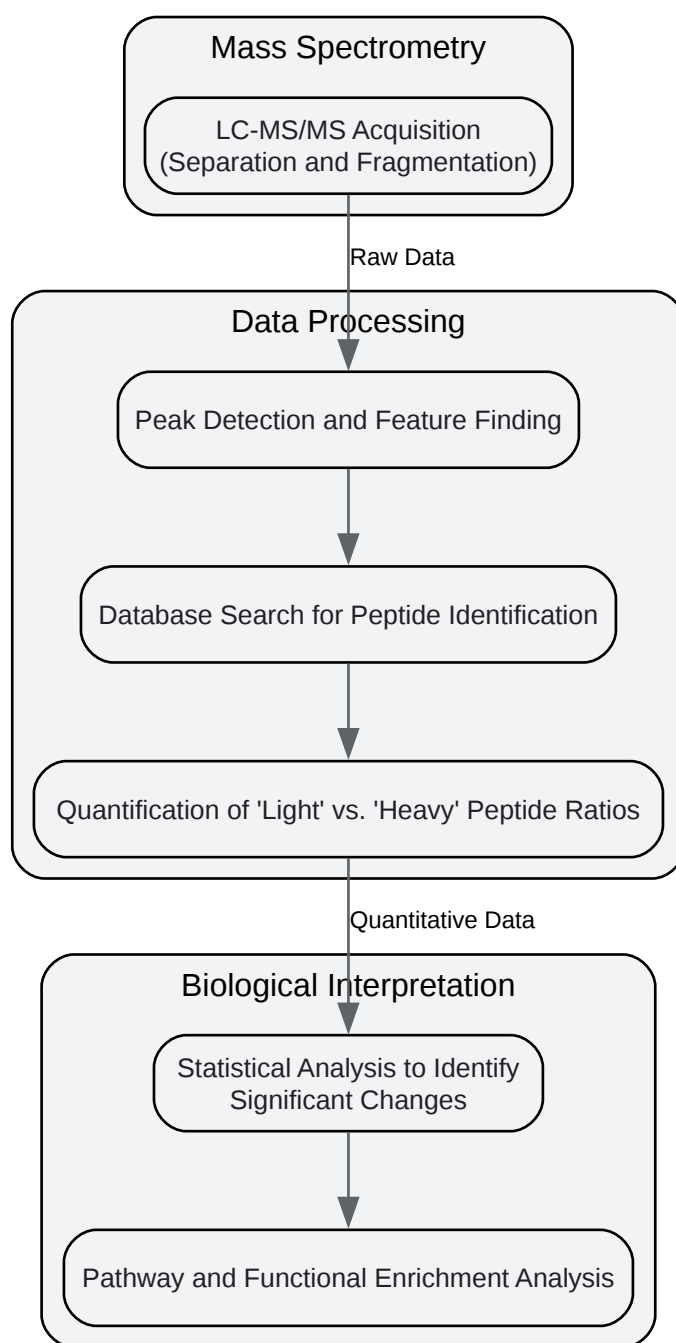 Mass Spectrometry
LC-MS/MS Acquisition
(Separation and Fragmentation)
Raw Data
Data Processing
Peak Detection and Feature Finding
Database Search for Peptide Identification
Quantification of 'Light' vs. 'Heavy' Peptide Ratios
Quantitative Data
Biological Interpretation
Statistical Analysis to Identify
Significant Changes
Pathway and Functional Enrichment Analysis